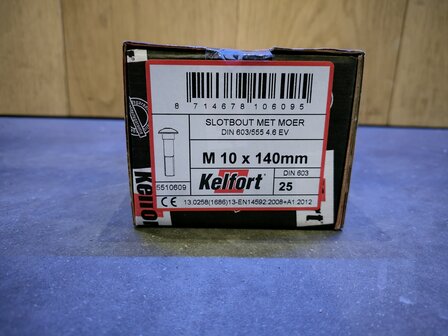 8 714678 106095
SLOTBOUT MET MOER
DIN 603/555 4.6 EV
M 10 x 140mm
5510609
Kelfort
DIN 603
25
CE 13 0258(1686)13-EN14592:2008+A1:2012
Kelfort